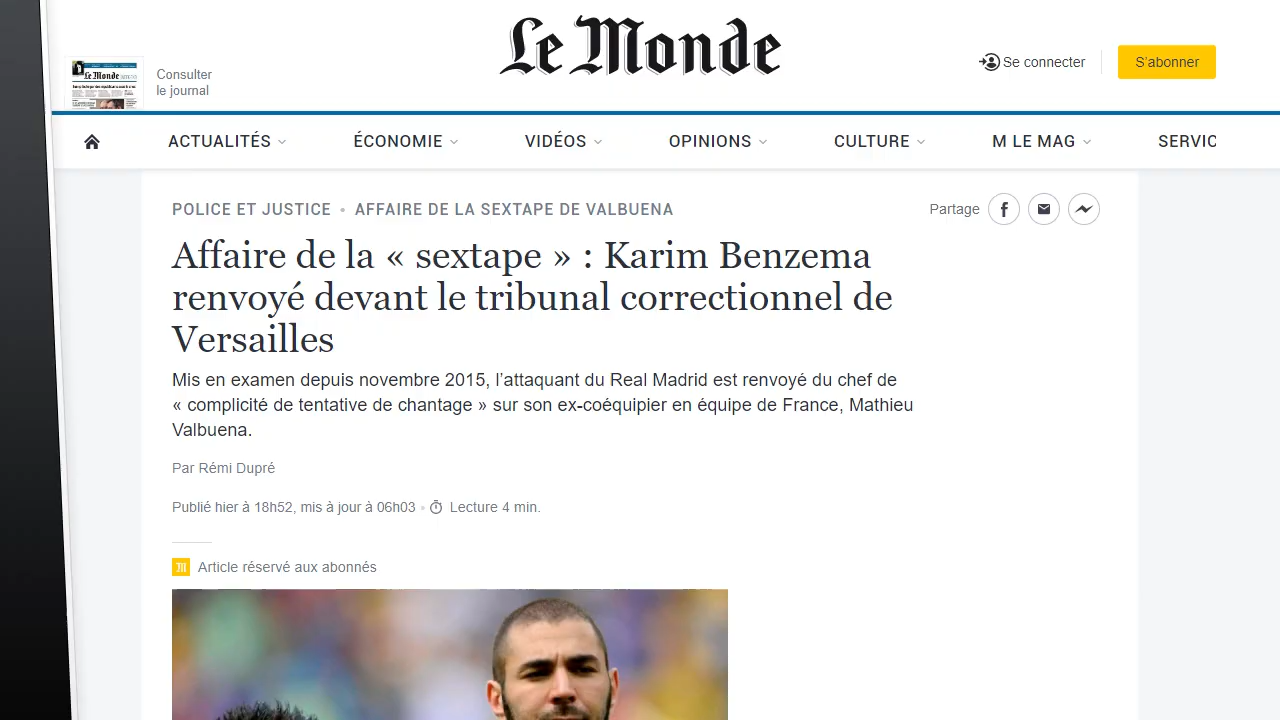 Le Monde
Consulter
le journal
Le Monde
Se connecter
S'abonner
ACTUALITÉS
ÉCONOMIE
VIDÉOS
OPINIONS
CULTURE
M LE MAG
SERVIC
POLICE ET JUSTICE • AFFAIRE DE LA SEXTAPE DE VALBUENA
Partage
Affaire de la « sextape » : Karim Benzema
renvoyé devant le tribunal correctionnel de
Versailles
Mis en examen depuis novembre 2015, l’attaquant du Real Madrid est renvoyé du chef de
« complicité de tentative de chantage » sur son ex-coéquipier en équipe de France, Mathieu
Valbuena.
Par Rémi Dupré
Publié hier à 18h52, mis à jour à 06h03 • Lecture 4 min.
Article réservé aux abonnés